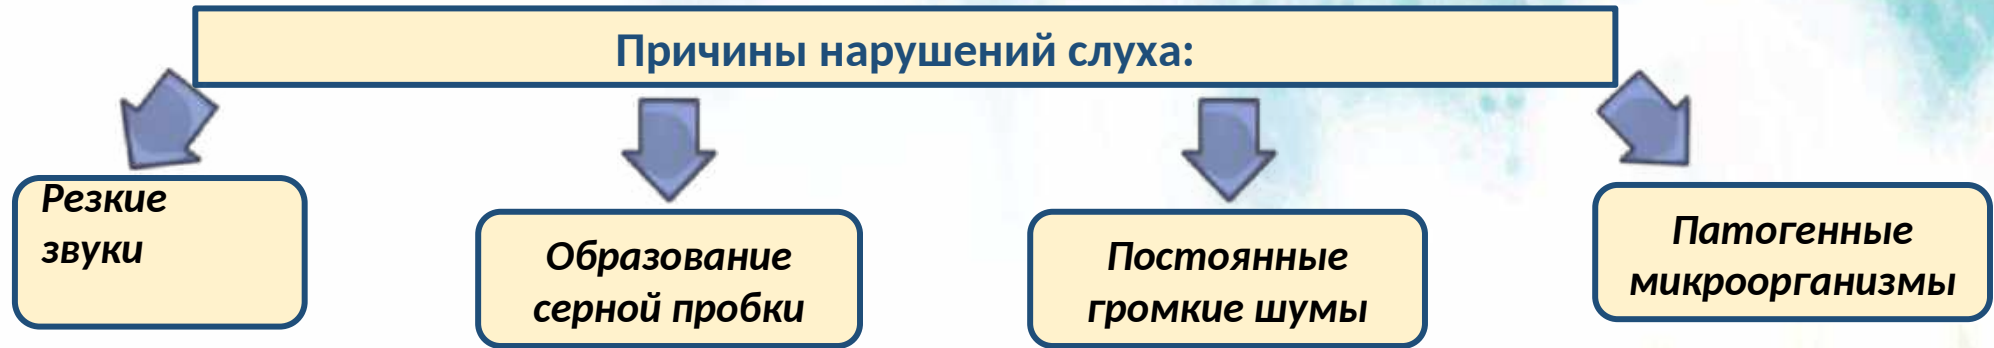 Причины нарушений слуха:
Резкие
звуки
Образование
серной пробки
Постоянные
громкие шумы
Патогенные
микроорганизмы